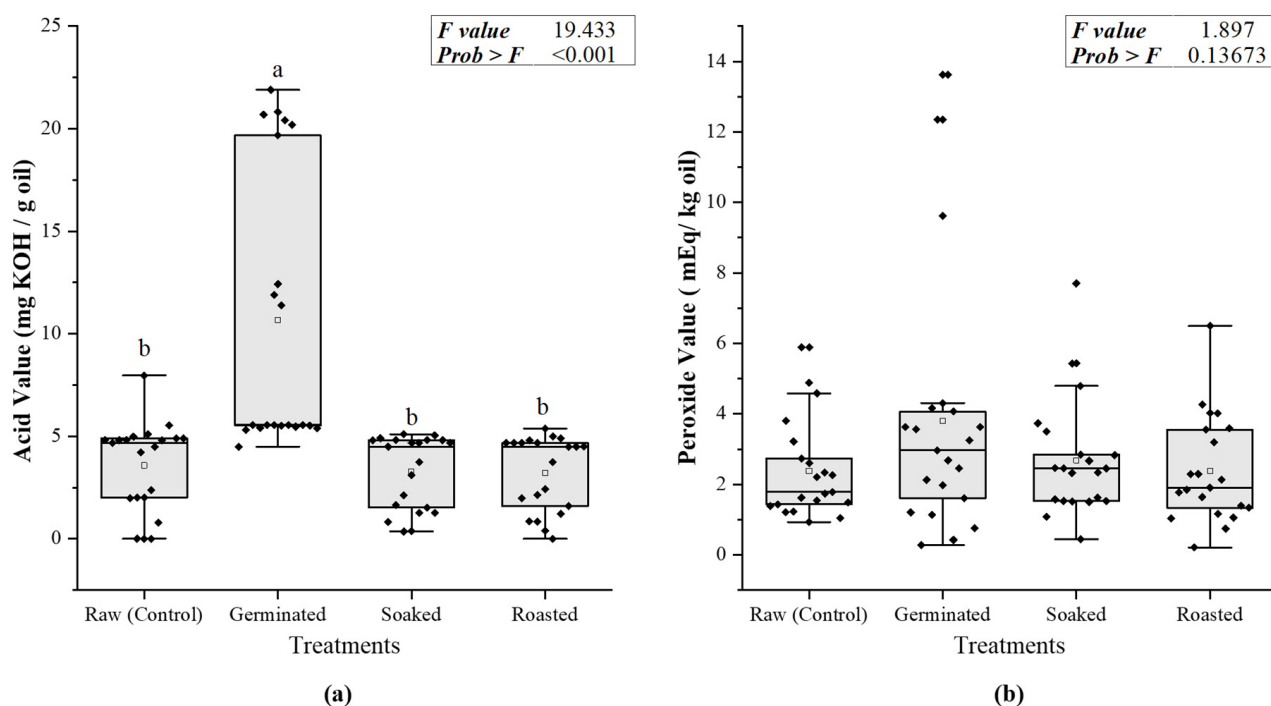 F value 19.433
Prob > F <0.001
25
20
15
10
5
0
Acid Value (mg KOH / g oil)
a
b
b
b
Raw (Control) Germinated Soaked Roasted
Treatments
(a)
F value 1.897
Prob > F 0.13673
14
12
10
8
6
4
2
0
Peroxide Value ( mEq/ kg oil)
Raw (Control) Germinated Soaked Roasted
Treatments
(b)